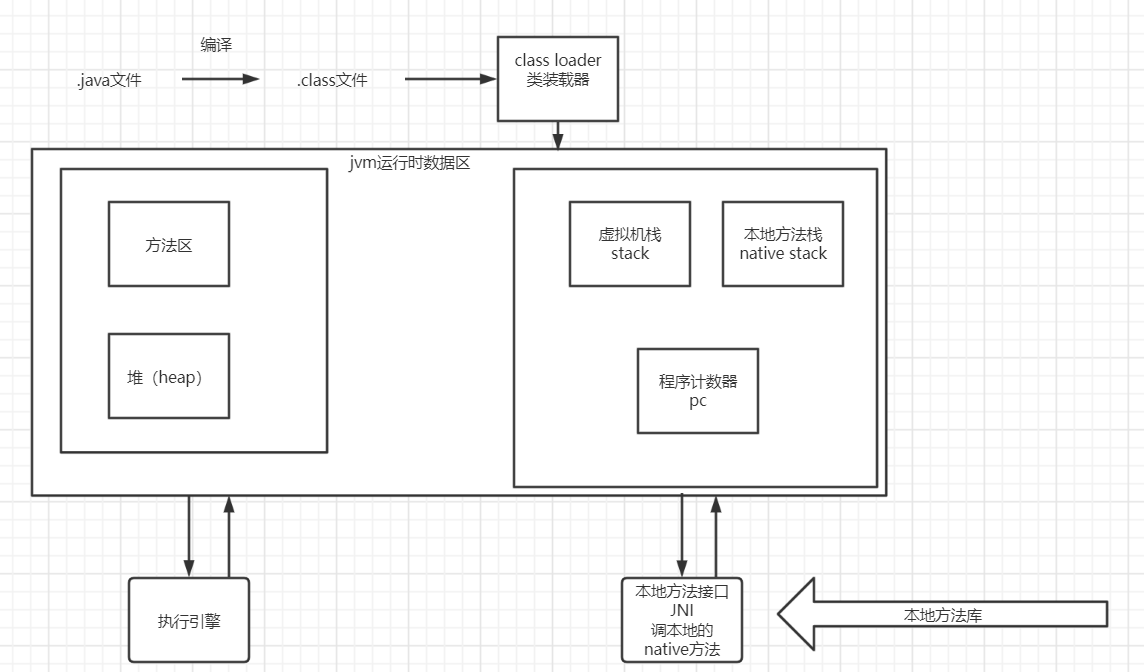 编译
.java文件
.class文件
class loader
类装载器
jvm运行时数据区
方法区
堆（heap）
虚拟机栈
stack
本地方法栈
native stack
程序计数器
pc
执行引擎
本地方法接口
JNI
调本地的
native方法
本地方法库